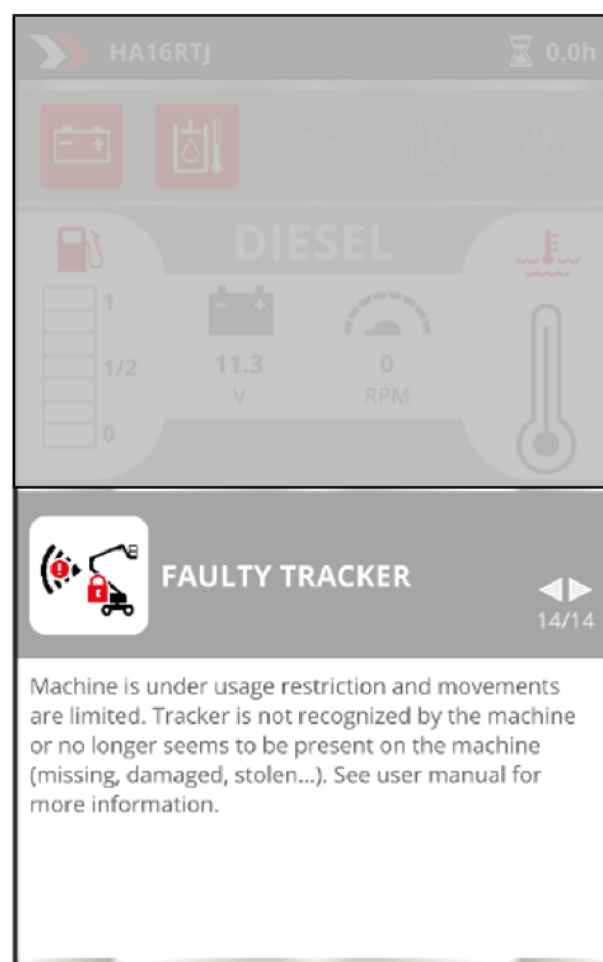 HA16RTJ
0.0h
DIESEL
1
1/2
0
11.3
V
0
RPM
FAULTY TRACKER
14/14
Machine is under usage restriction and movements
are limited. Tracker is not recognized by the machine
or no longer seems to be present on the machine
(missing, damaged, stolen...). See user manual for
more information.